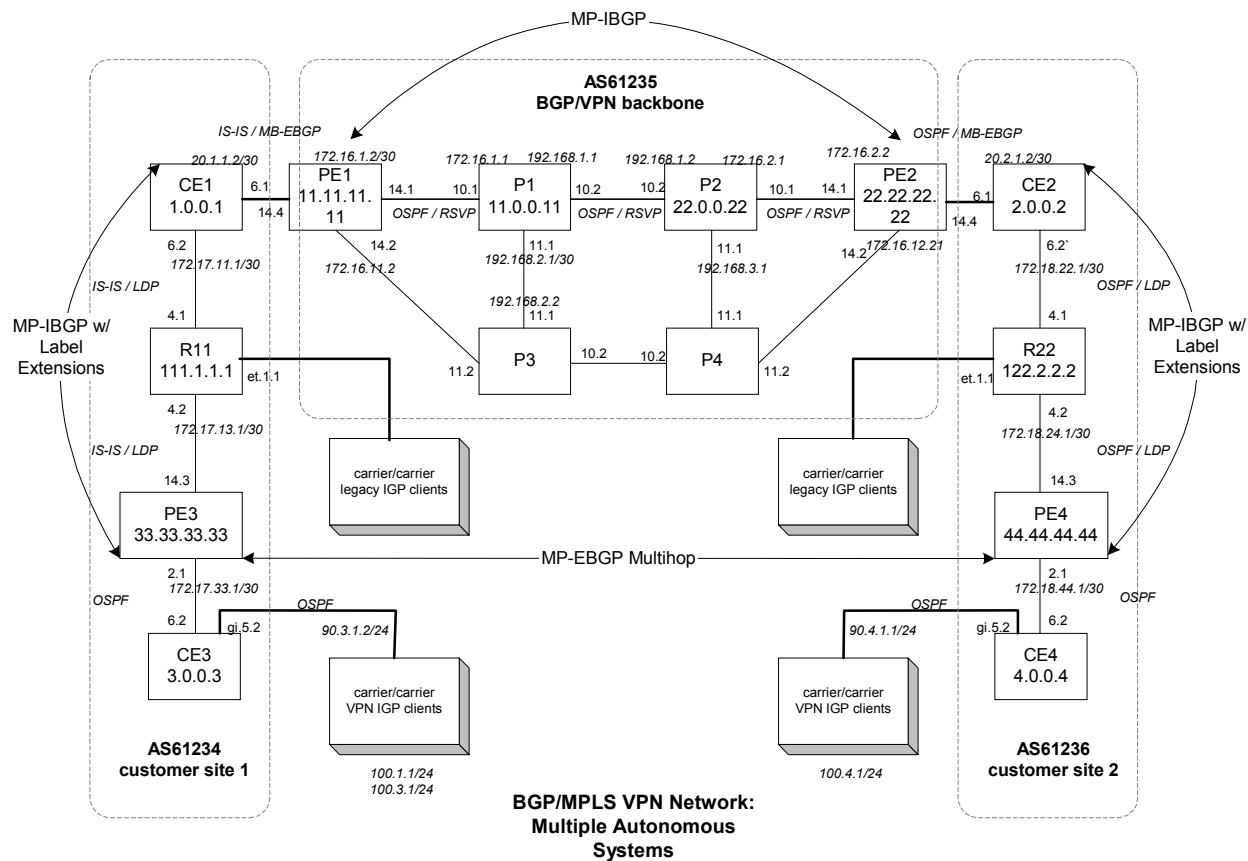 MP-IBGP
AS61235
BGP/VPN backbone
IS-IS / MB-EBGP
OSPF / MB-EBGP
20.1.1.2/30
172.16.1.2/30
172.16.1.1
192.168.1.1
192.168.1.2
172.16.2.1
172.16.2.2
20.2.1.2/30
CE1
1.0.0.1
6.1
14.4
PE1
11.11.11.
11
14.1
10.1
OSPF / RSVP
P1
11.0.0.11
10.2
10.2
OSPF / RSVP
P2
22.0.0.22
10.1
14.1
OSPF / RSVP
PE2
22.22.22.
22
6.1
14.4
CE2
2.0.0.2
6.2
172.17.11.1/30
IS-IS / LDP
14.2
172.16.11.2
11.1
192.168.2.1/30
192.168.2.2
11.1
11.1
192.168.3.1
11.1
14.2
172.16.12.21
6.2`
172.18.22.1/30
OSPF / LDP
MP-IBGP w/
Label
Extensions
4.1
R11
111.1.1.1
et.1.1
4.2
172.17.13.1/30
IS-IS / LDP
14.3
11.2
P3
10.2
10.2
P4
11.2
4.1
R22
122.2.2.2
et.1.1
4.2
172.18.24.1/30
OSPF / LDP
14.3
MP-IBGP w/
Label
Extensions
carrier/carrier
legacy IGP clients
carrier/carrier
legacy IGP clients
PE3
33.33.33.33
MP-EBGP Multihop
PE4
44.44.44.44
2.1
172.17.33.1/30
OSPF
6.2
gi.5.2
OSPF
90.3.1.2/24
CE3
3.0.0.3
carrier/carrier
VPN IGP clients
2.1
172.18.44.1/30
OSPF
6.2
gi.5.2
OSPF
90.4.1.1/24
CE4
4.0.0.4
carrier/carrier
VPN IGP clients
AS61234
customer site 1
100.1.1/24
100.3.1/24
100.4.1/24
AS61236
customer site 2
BGP/MPLS VPN Network:
Multiple Autonomous
Systems